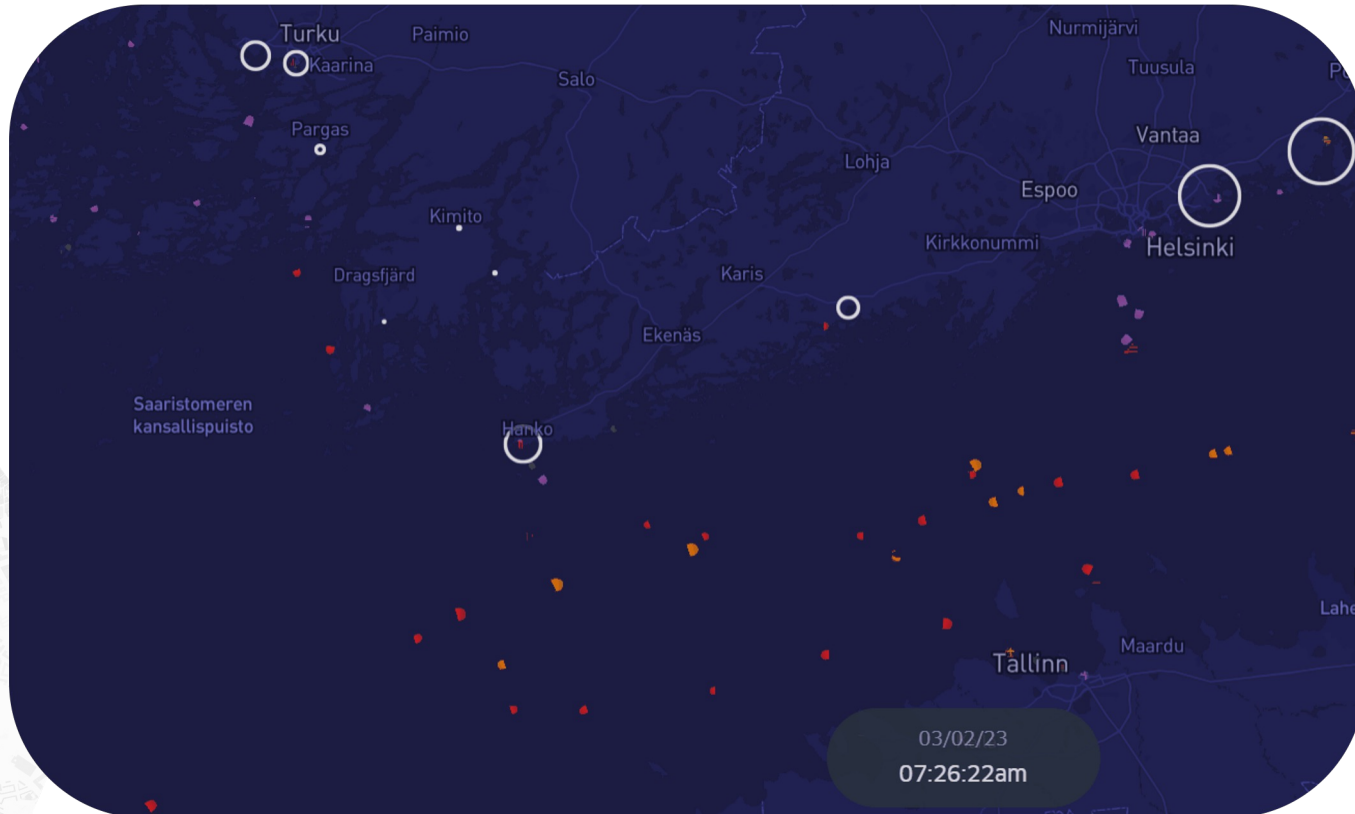 Turku
Paimio
Nurmijärvi
Kaarina
Salo
Tuusula
Pargas
Vantaa
Lohja
Espoo
Kimito
Kirkkonummi
Helsinki
Dragsfjärd
Karis
Ekenäs
Saaristomeren
kansallispuisto
Hanko
Tallinn
Maardu
03/02/23
07:26:22am